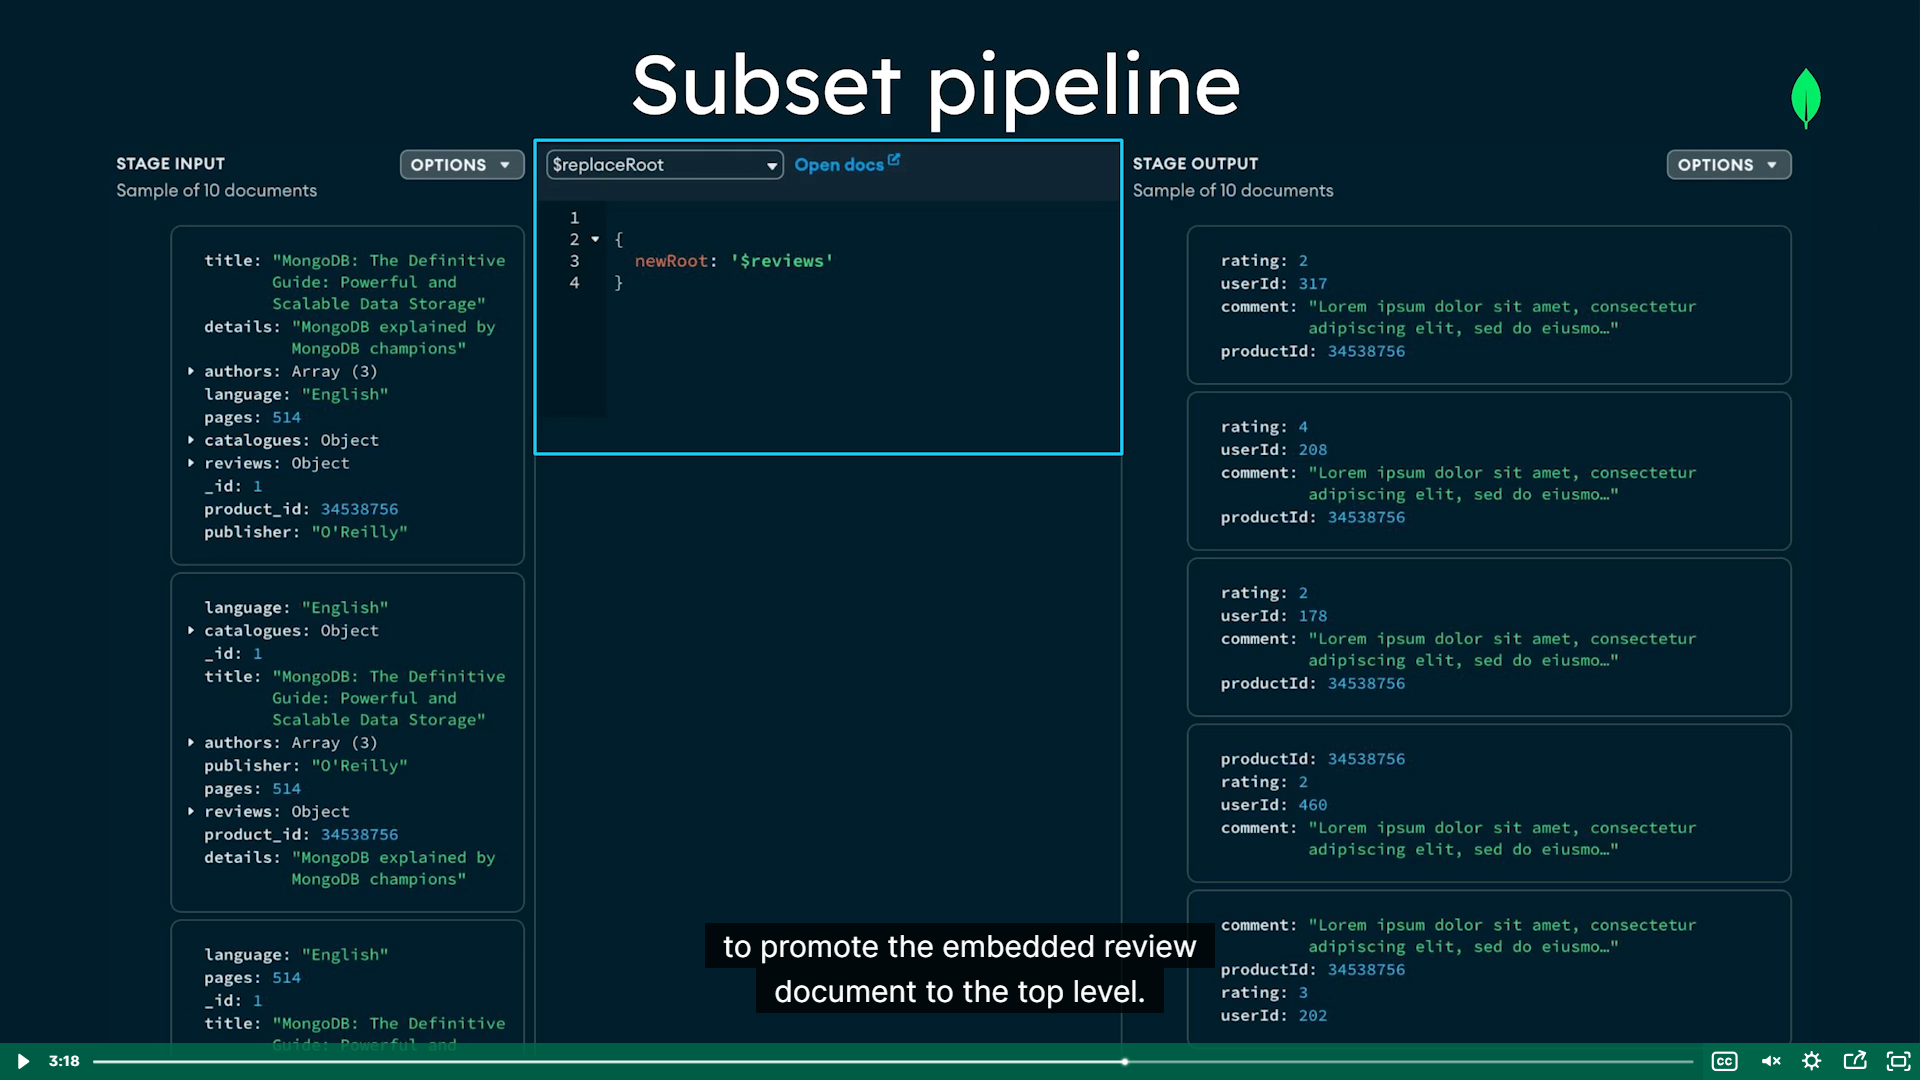 Subset pipeline
STAGE INPUT
OPTIONS
Sample of 10 documents
title: "MongoDB: The Definitive
Guide: Powerful and
Scalable Data Storage"
details: "MongoDB explained by
MongoDB champions"
authors: Array (3)
language: "English"
pages: 514
catalogues: Object
reviews: Object
_id: 1
product_id: 34538756
publisher: "O'Reilly"
language: "English"
catalogues: Object
_id: 1
title: "MongoDB: The Definitive
Guide: Powerful and
Scalable Data Storage"
authors: Array (3)
publisher: "O'Reilly"
pages: 514
reviews: Object
product_id: 34538756
details: "MongoDB explained by
MongoDB champions"
language: "English"
pages: 514
_id: 1
title: "MongoDB: The Definitive
Guide: Powerful and
$replaceRoot
Open docs
1
2 {
3 newRoot: '$reviews'
4 }
STAGE OUTPUT
OPTIONS
Sample of 10 documents
rating: 2
userId: 317
comment: "Lorem ipsum dolor sit amet, consectetur
adipiscing elit, sed do eiusmo…"
productId: 34538756
rating: 4
userId: 208
comment: "Lorem ipsum dolor sit amet, consectetur
adipiscing elit, sed do eiusmo…"
productId: 34538756
rating: 2
userId: 178
comment: "Lorem ipsum dolor sit amet, consectetur
adipiscing elit, sed do eiusmo…"
productId: 34538756
productId: 34538756
rating: 2
userId: 460
comment: "Lorem ipsum dolor sit amet, consectetur
adipiscing elit, sed do eiusmo…"
comment: "Lorem ipsum dolor sit amet, consectetur
adipiscing elit, sed do eiusmo…"
productId: 34538756
rating: 3
userId: 202
to promote the embedded review
document to the top level.
3:18
CC